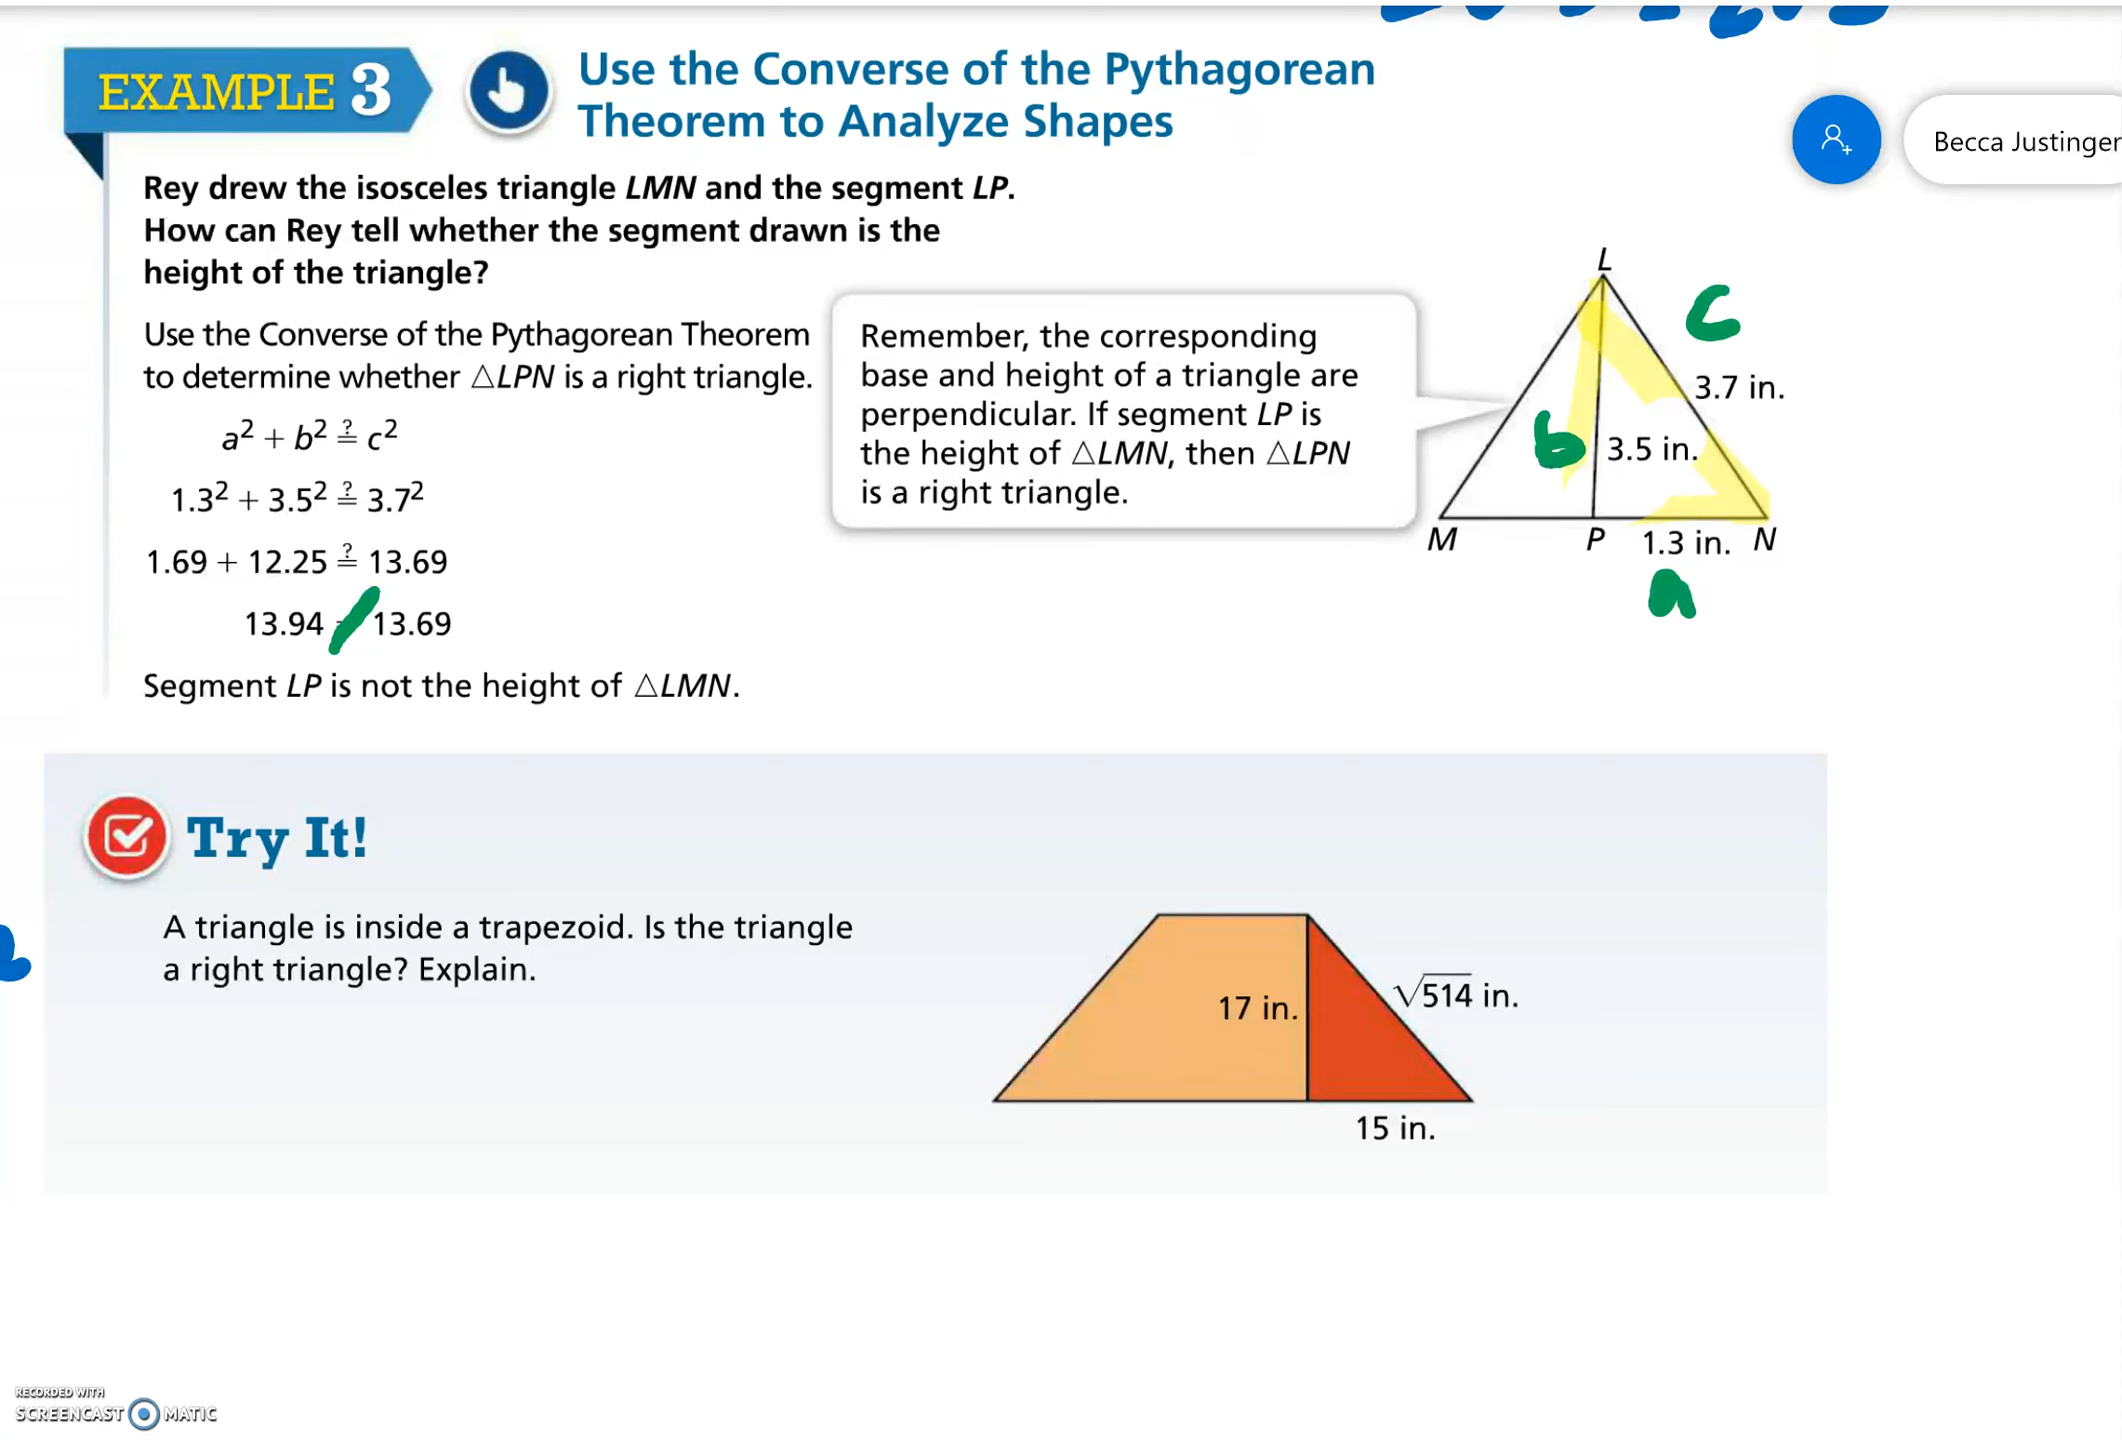 EXAMPLE 3
Use the Converse of the Pythagorean
Theorem to Analyze Shapes
Becca Justinger
Rey drew the isosceles triangle LMN and the segment LP.
How can Rey tell whether the segment drawn is the
height of the triangle?
Use the Converse of the Pythagorean Theorem
to determine whether △LPN is a right triangle.
a² + b² ≟ c²
1.3² + 3.5² ≟ 3.7²
1.69 + 12.25 ≟ 13.69
13.94 ≠ 13.69
Segment LP is not the height of △LMN.
Remember, the corresponding
base and height of a triangle are
perpendicular. If segment LP is
the height of △LMN, then △LPN
is a right triangle.
L
c
3.7 in.
b
3.5 in.
M P 1.3 in. N
a
Try It!
A triangle is inside a trapezoid. Is the triangle
a right triangle? Explain.
17 in.
√514 in.
15 in.
RECORDED WITH
SCREENCAST MATIC